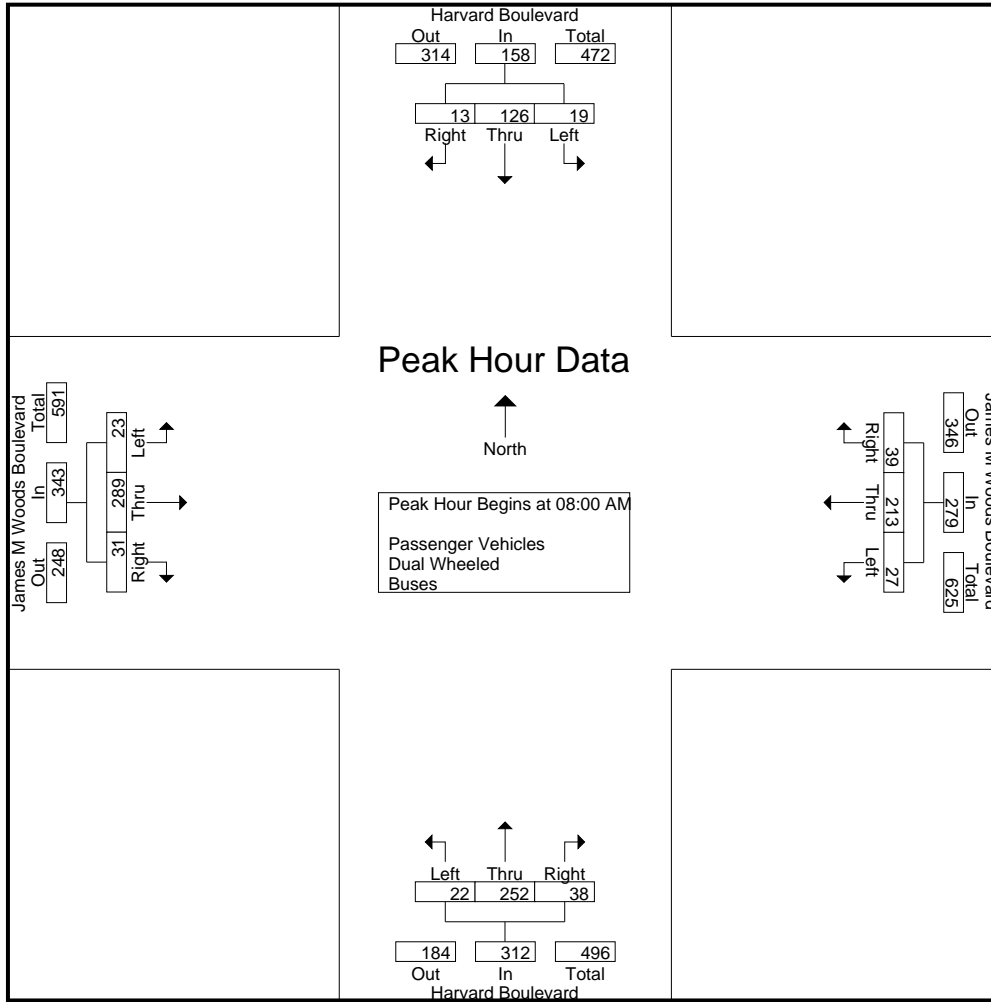 Harvard Boulevard
Out In Total
314 158 472
13 126 19
Right Thru Left
Peak Hour Data
North
Peak Hour Begins at 08:00 AM
Passenger Vehicles
Dual Wheeled
Buses
James M Woods Boulevard
Out In Total
248 343 591
Left Thru Right
23 289 31
James M Woods Boulevard
Out In Total
346 279 625
Right Thru Left
39 213 27
Left Thru Right
22 252 38
184 312 496
Out In Total
Harvard Boulevard